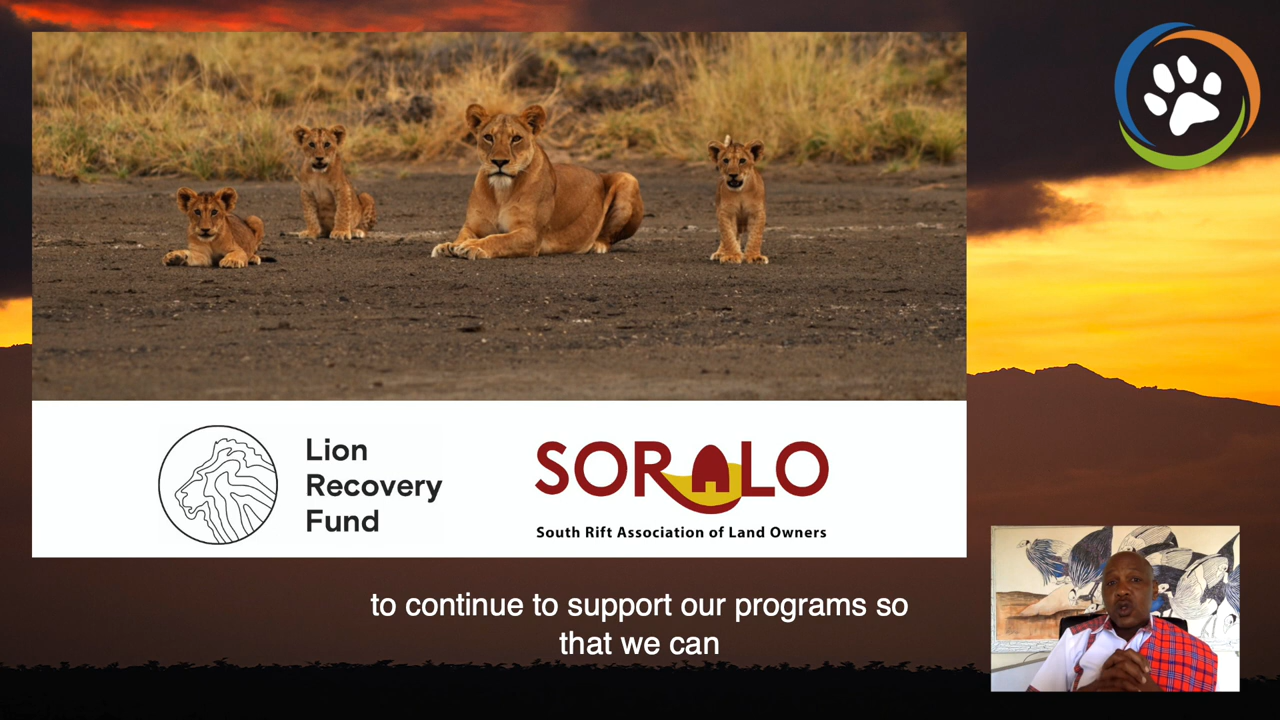 Lion
Recovery
Fund
SORALO
South Rift Association of Land Owners
to continue to support our programs so
that we can